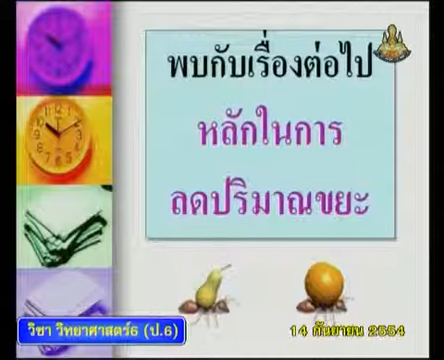 พบกับเรื่องต่อไป
หลักในการ
ลดปริมาณขยะ
วิชา วิทยาศาสตร์6 (ป.6)
14 กันยายน 2554